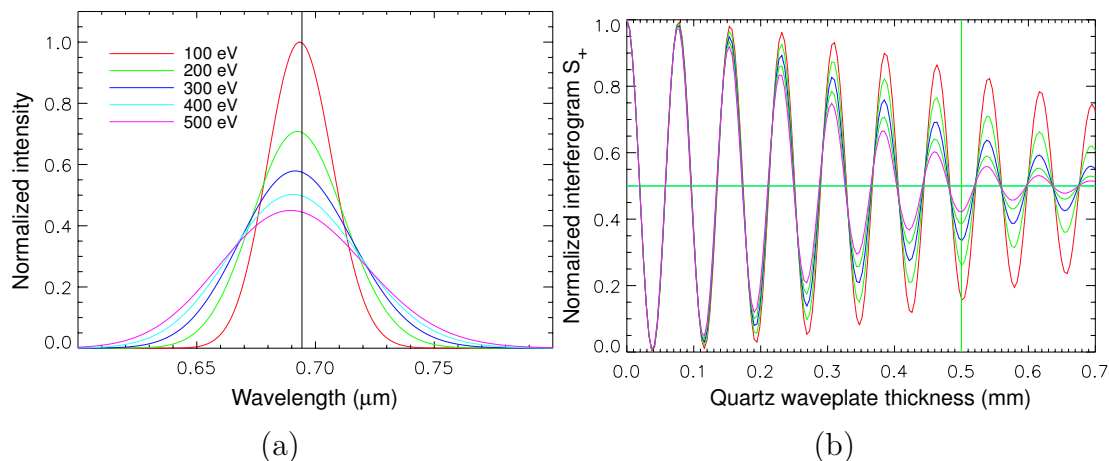 1.0
0.8
0.6
0.4
0.2
0.0
Normalized intensity
100 eV
200 eV
300 eV
400 eV
500 eV
0.65 0.70 0.75
Wavelength (μm)
(a)
1.0
0.8
0.6
0.4
0.2
0.0
Normalized interferogram S+
0.0 0.1 0.2 0.3 0.4 0.5 0.6 0.7
Quartz waveplate thickness (mm)
(b)